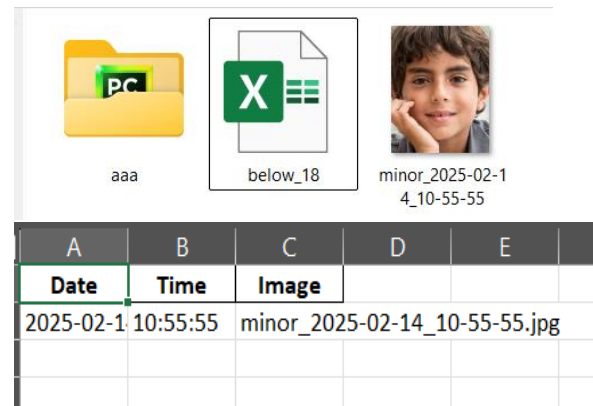 PC
aaa
below_18
minor_2025-02-1
4_10-55-55
A B C D E
Date Time Image
2025-02-1 10:55:55 minor_2025-02-14_10-55-55.jpg